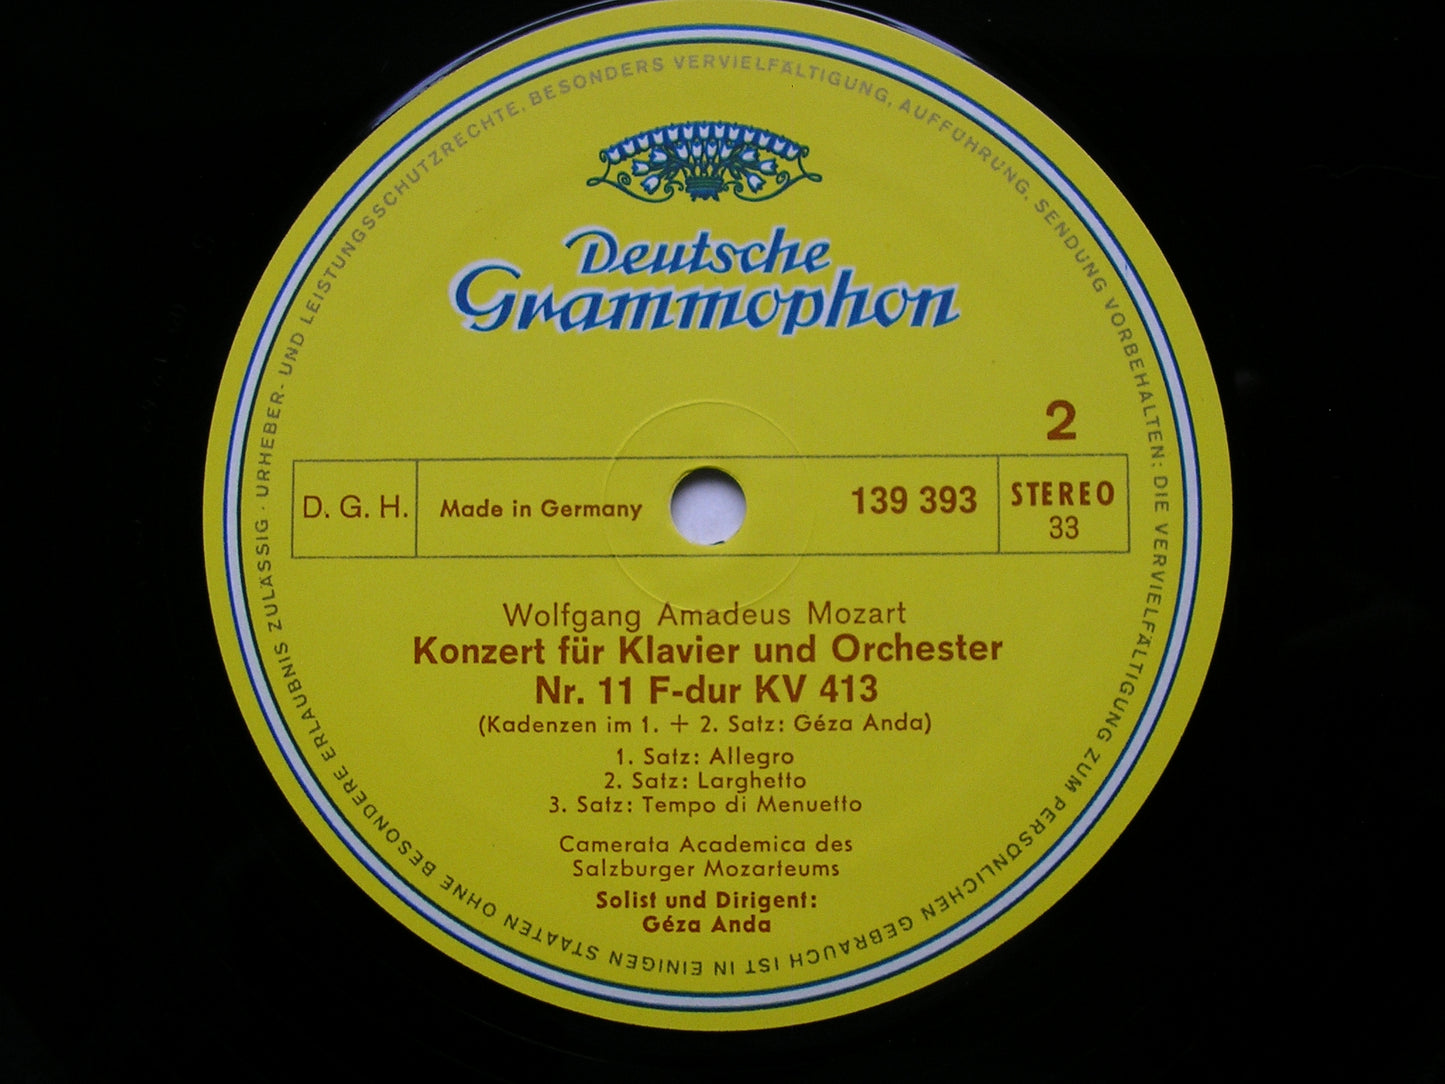 Deutsche
Grammophon
2
D. G. H.
Made in Germany
139 393
STEREO
33
Wolfgang Amadeus Mozart
Konzert für Klavier und Orchester
Nr. 11 F-dur KV 413
(Kadenzen im 1. + 2. Satz: Géza Anda)
1. Satz: Allegro
2. Satz: Larghetto
3. Satz: Tempo di Menuetto
Camerata Academica des
Salzburger Mozarteums
Solist und Dirigent:
Géza Anda
URHEBER- UND LEISTUNGSSCHUTZRECHTE, BESONDERS VERVIELFÄLTIGUNG, AUFFÜHRUNG, SENDUNG VORBEHALTEN; DIE VERVIELFÄLTIGUNG ZUM PERSÖNLICHEN GEBRAUCH IST IN EINIGEN STAATEN OHNE BESONDERE ERLAUBNIS ZULÄSSIG ·